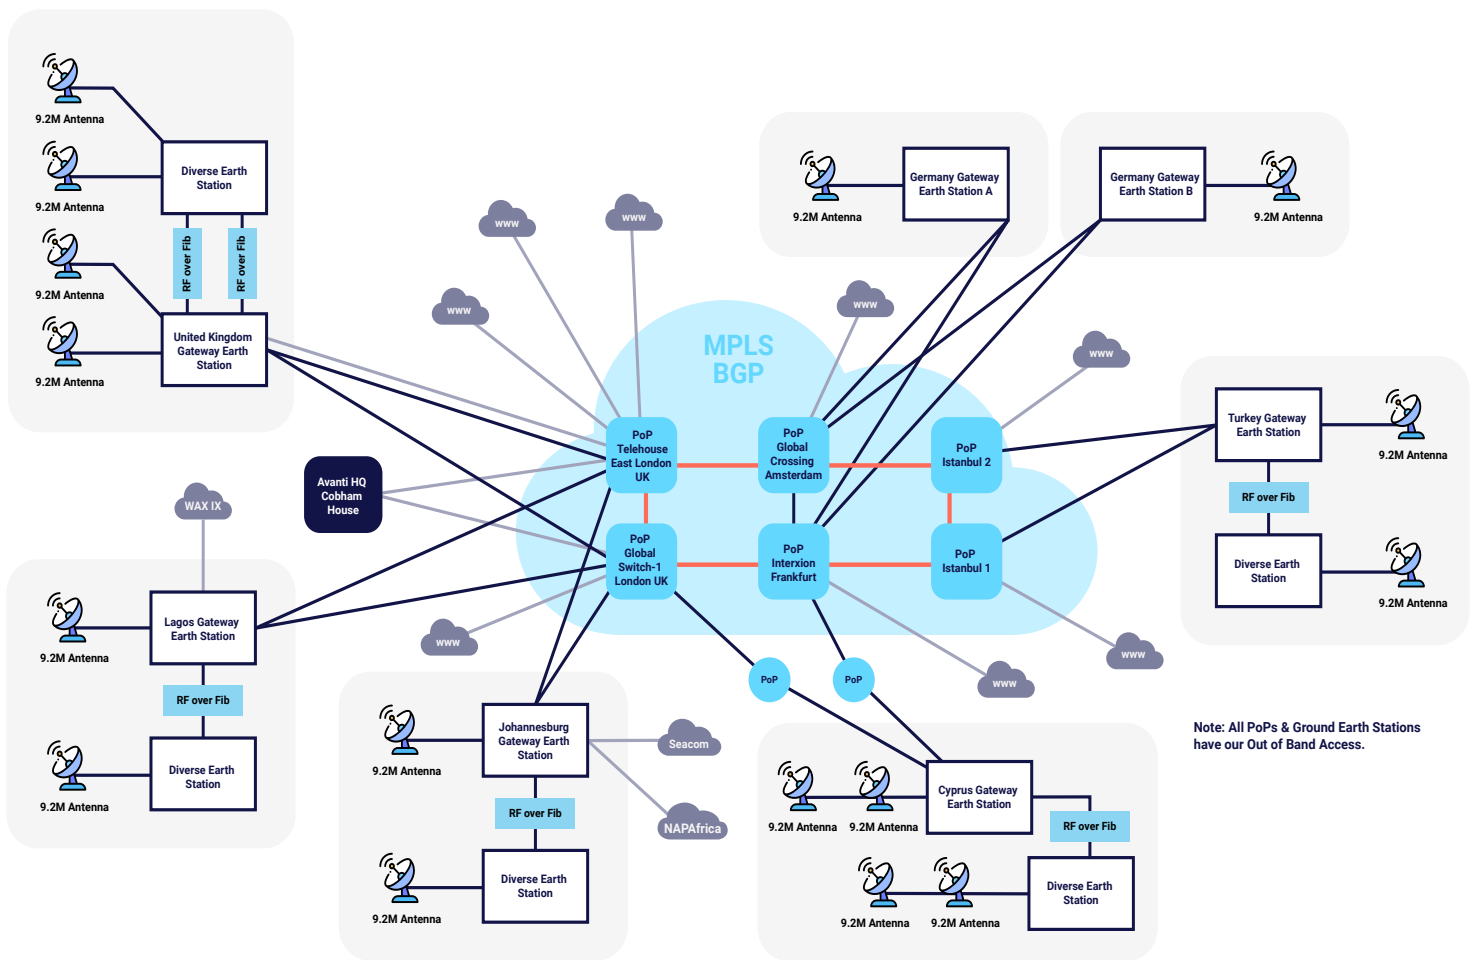 9.2M Antenna
Diverse Earth
Station
9.2M Antenna
RF over Fib
RF over Fib
9.2M Antenna
United Kingdom
Gateway Earth
Station
9.2M Antenna
Germany Gateway
Earth Station A
9.2M Antenna
Germany Gateway
Earth Station B
9.2M Antenna
www
www
www
www
www
MPLS
BGP
PoP
Telehouse
East London
UK
PoP
Global
Crossing
Amsterdam
PoP
Istanbul 2
PoP
Global
Switch-1
London UK
PoP
Interxion
Frankfurt
PoP
Istanbul 1
Avanti HQ
Cobham
House
Turkey Gateway
Earth Station
9.2M Antenna
RF over Fib
Diverse Earth
Station
9.2M Antenna
WAX IX
Lagos Gateway
Earth Station
9.2M Antenna
RF over Fib
Diverse Earth
Station
9.2M Antenna
www
www
www
PoP
PoP
Johannesburg
Gateway Earth
Station
9.2M Antenna
Seacom
NAPAfrica
RF over Fib
Diverse Earth
Station
9.2M Antenna
Cyprus Gateway
Earth Station
9.2M Antenna
9.2M Antenna
RF over Fib
Diverse Earth
Station
9.2M Antenna
9.2M Antenna
Note: All PoPs & Ground Earth Stations
have our Out of Band Access.